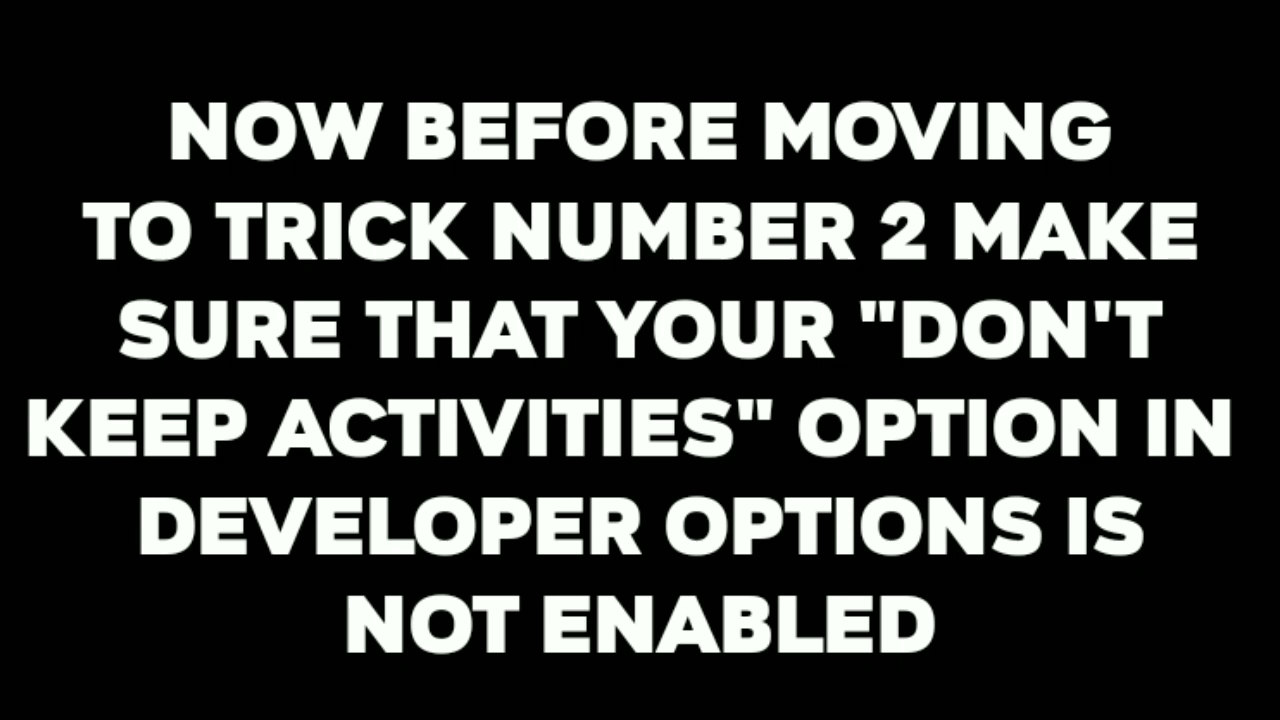 NOW BEFORE MOVING
TO TRICK NUMBER 2 MAKE
SURE THAT YOUR "DON'T
KEEP ACTIVITIES" OPTION IN
DEVELOPER OPTIONS IS
NOT ENABLED